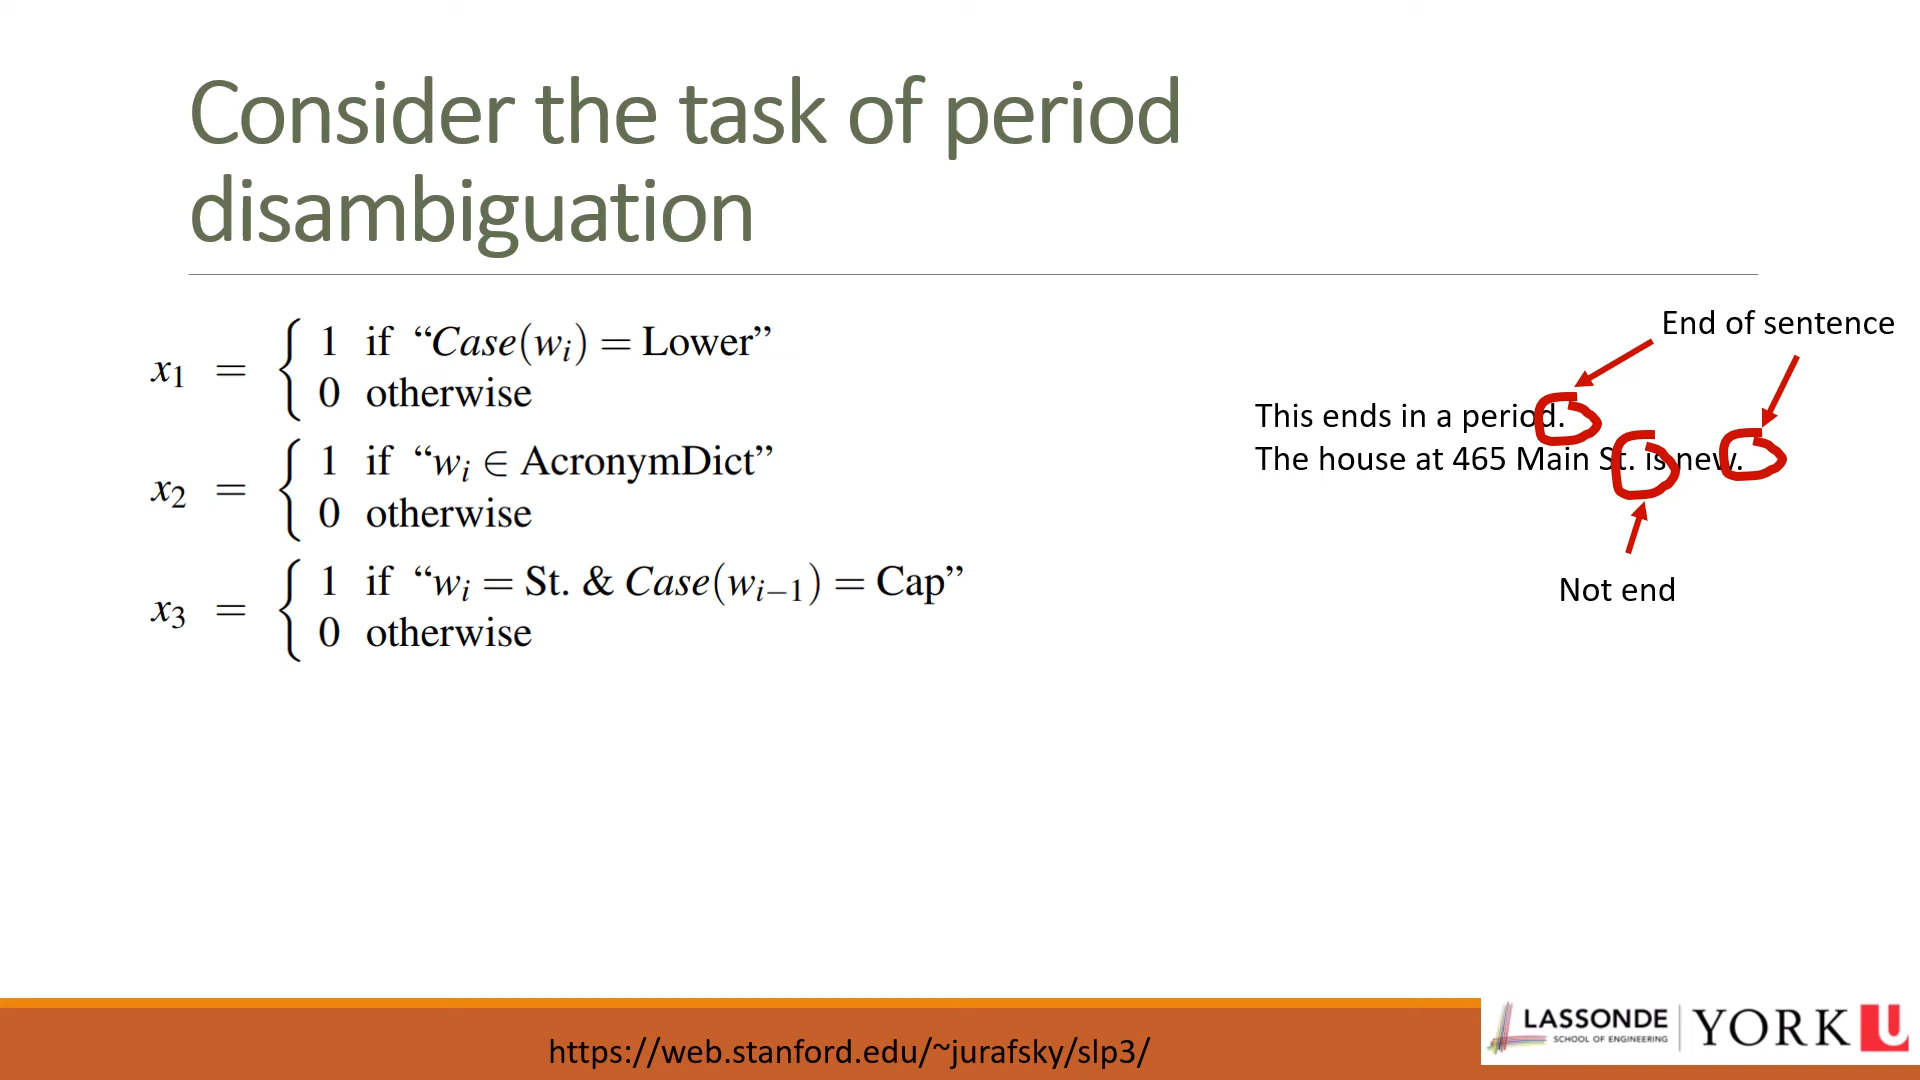 Consider the task of period
disambiguation
x₁ = { 1 if “Case(wᵢ) = Lower”
0 otherwise
x₂ = { 1 if “wᵢ ∈ AcronymDict”
0 otherwise
x₃ = { 1 if “wᵢ = St. & Case(wᵢ₋₁) = Cap”
0 otherwise
End of sentence
This ends in a period.
The house at 465 Main St. is new.
Not end
https://web.stanford.edu/~jurafsky/slp3/
LASSONDE
SCHOOL OF ENGINEERING
YORK U